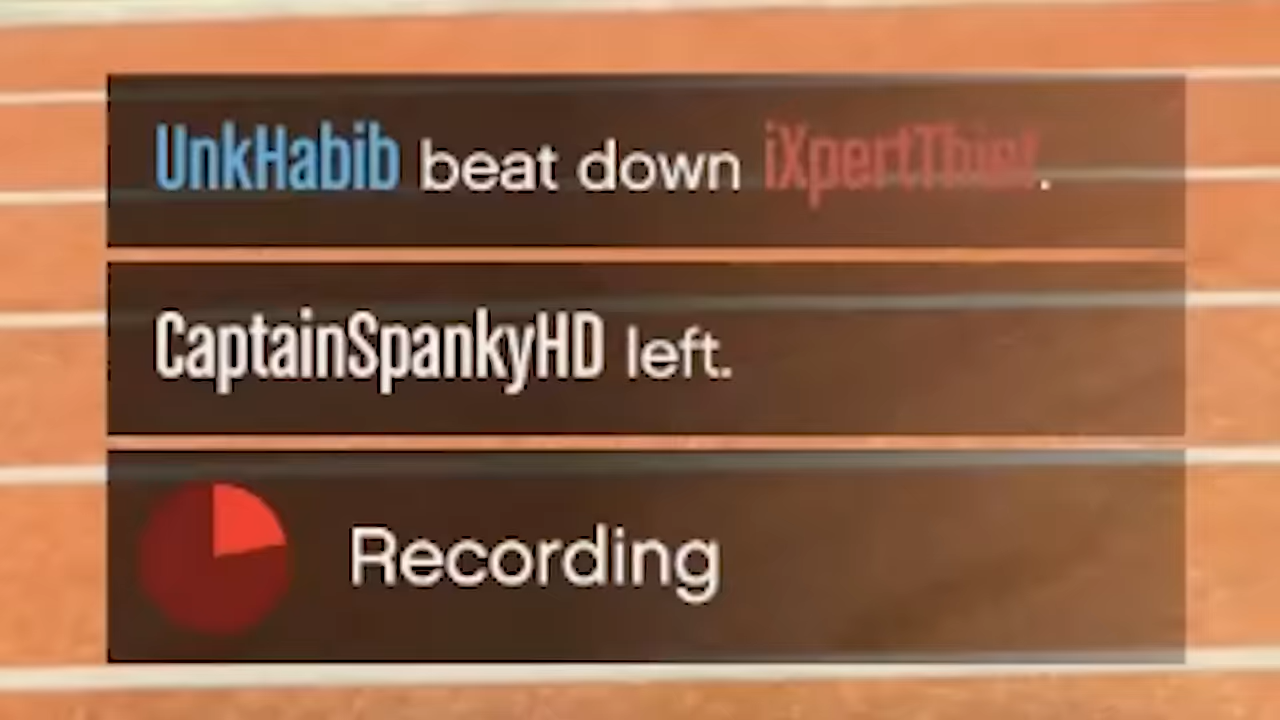 UnkHabib beat down iXpertThief.
CaptainSpankyHD left.
Recording